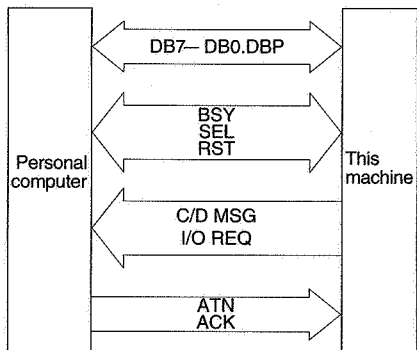 DB7—DB0.DBP
BSY
SEL
RST
Personal
computer
This
machine
C/D MSG
I/O REQ
ATN
ACK